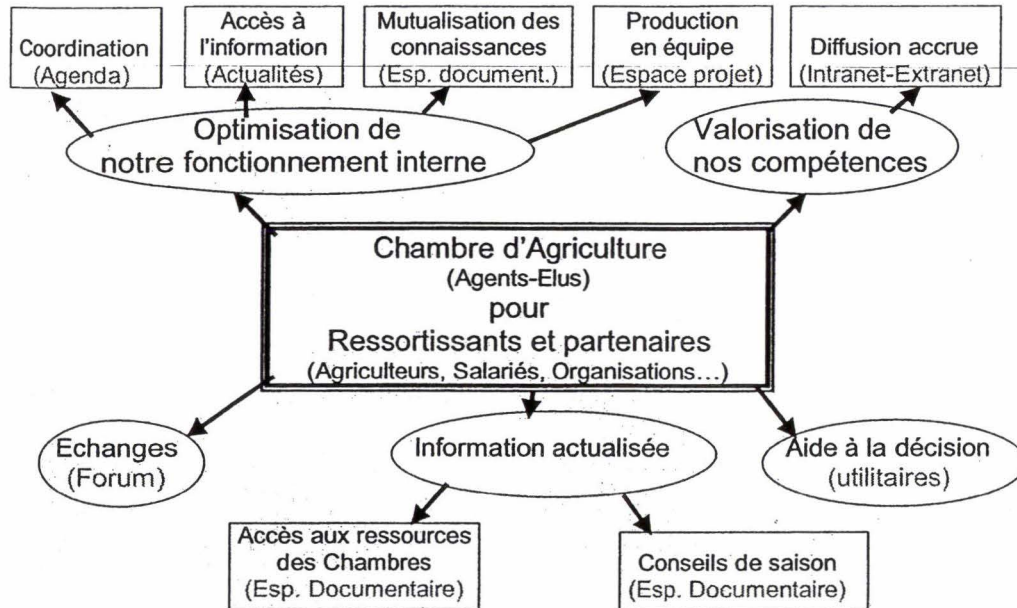 Coordination
(Agenda)
Accès à
l'information
(Actualités)
Mutualisation des
connaissances
(Esp. document.)
Production
en équipe
(Espace projet)
Diffusion accrue
(Intranet-Extranet)
Optimisation de
notre fonctionnement interne
Valorisation de
nos compétences
Chambre d'Agriculture
(Agents-Elus)
pour
Ressortissants et partenaires
(Agriculteurs, Salariés, Organisations...)
Echanges
(Forum)
Information actualisée
Aide à la décision
(utilitaires)
Accès aux ressources
des Chambres
(Esp. Documentaire)
Conseils de saison
(Esp. Documentaire)